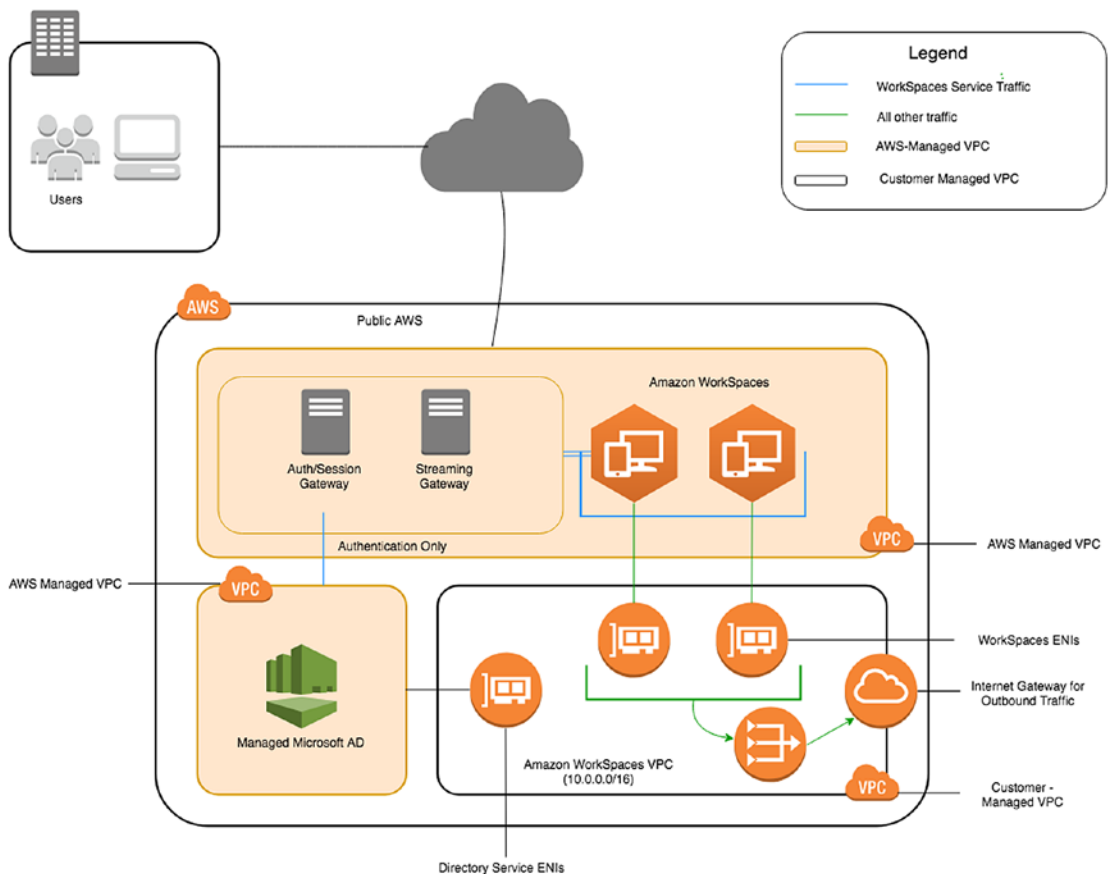 Users
Legend
WorkSpaces Service Traffic
All other traffic
AWS-Managed VPC
Customer Managed VPC
AWS
Public AWS
Amazon WorkSpaces
Auth/Session
Gateway
Streaming
Gateway
Authentication Only
VPC
AWS Managed VPC
AWS Managed VPC
VPC
WorkSpaces ENIs
Internet Gateway for
Outbound Traffic
Managed Microsoft AD
Amazon WorkSpaces VPC
(10.0.0.0/16)
VPC
Customer -
Managed VPC
Directory Service ENIs